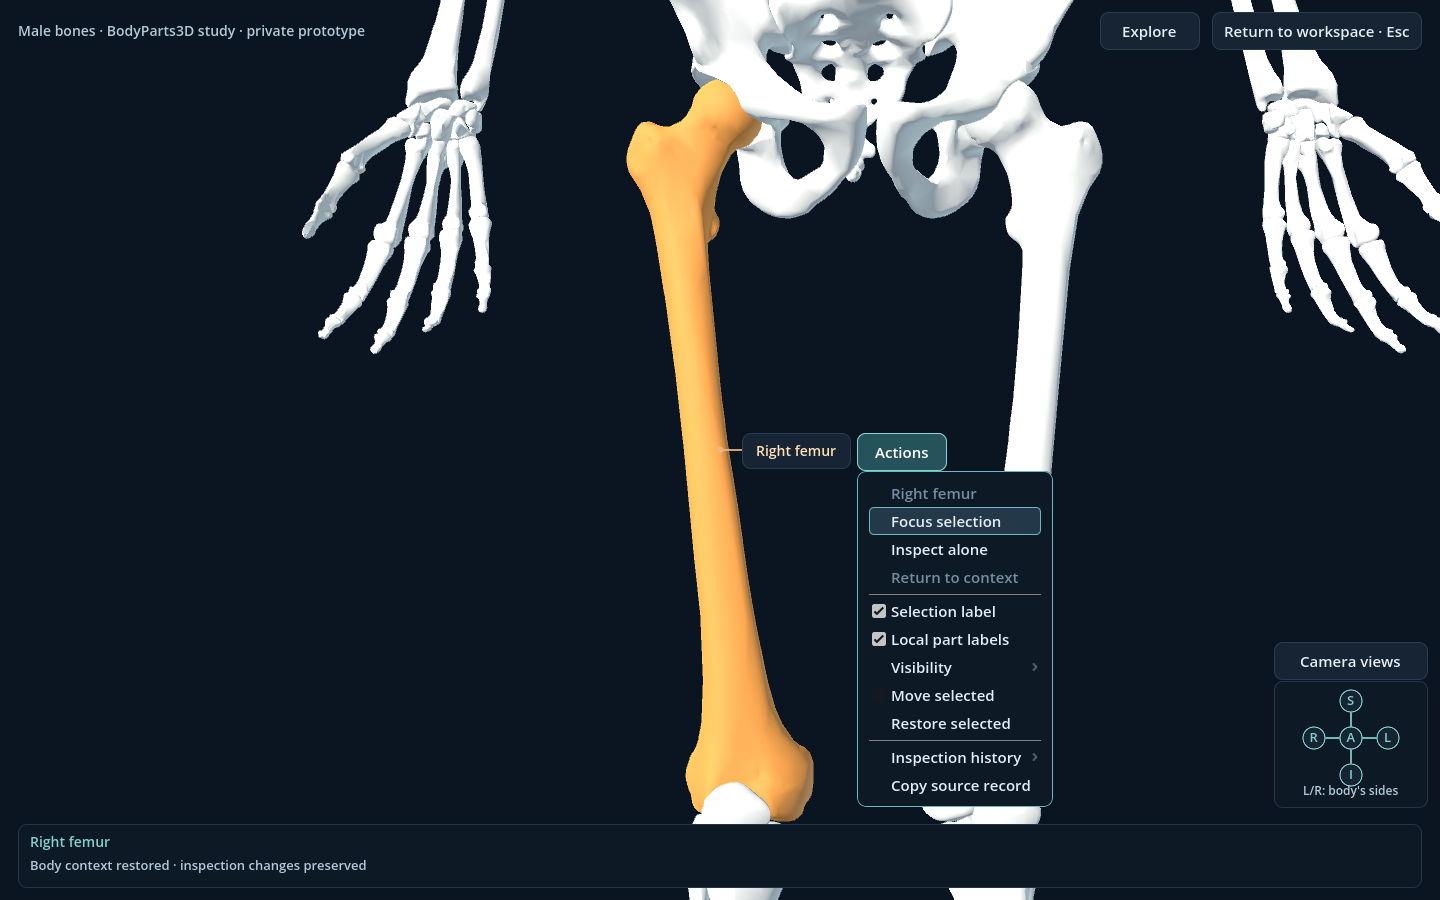 Male bones · BodyParts3D study · private prototype
Explore
Return to workspace · Esc
Right femur
Actions
Right femur
Focus selection
Inspect alone
Return to context
Selection label
Local part labels
Visibility
Move selected
Restore selected
Inspection history
Copy source record
Camera views
S
R A L
I
L/R: body's sides
Right femur
Body context restored · inspection changes preserved